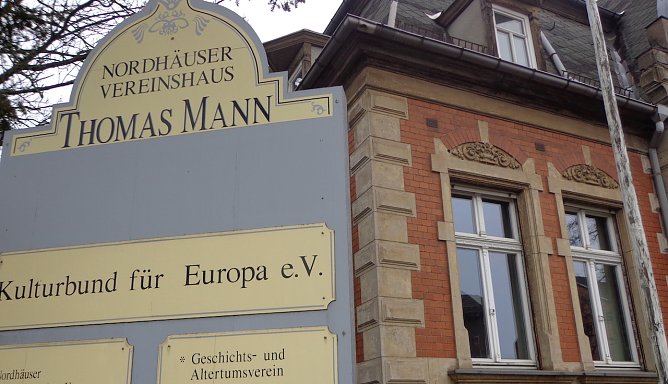 NORDHÄUSER
VEREINSHAUS
THOMAS MANN
Kulturbund für Europa e.V.
Nordhäuser
* Geschichts- und
Altertumsverein